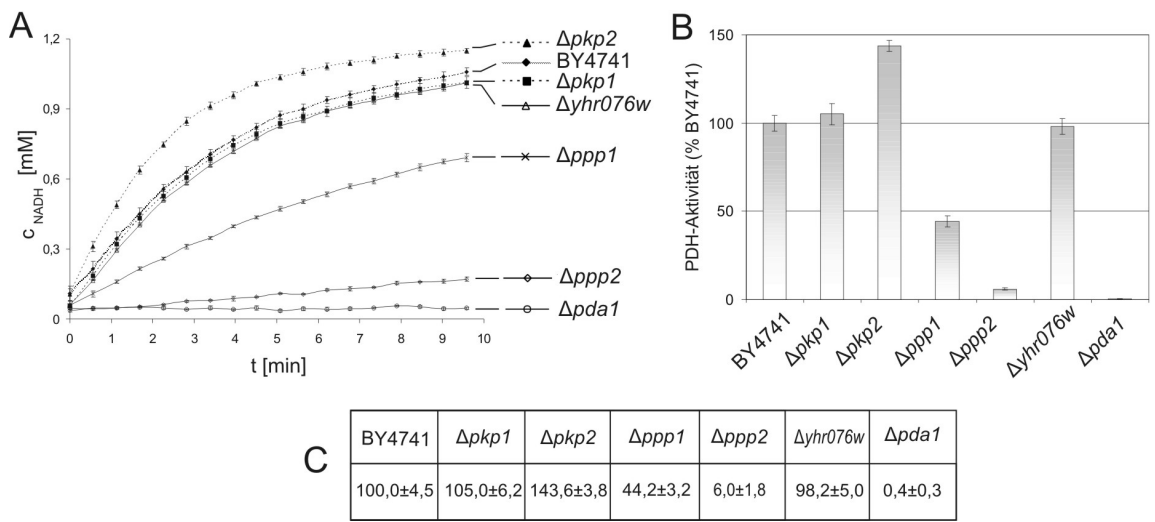 A
1,2
0,9
0,6
0,3
0
c NADH [mM]
0 1 2 3 4 5 6 7 8 9 10
t [min]
Δpkp2
BY4741
Δpkp1
Δyhr076w
Δppp1
Δppp2
Δpda1
B
150
100
50
0
PDH-Aktivität (% BY4741)
BY4741 Δpkp1 Δpkp2 Δppp1 Δppp2 Δyhr076w Δpda1
C
BY4741 Δpkp1 Δpkp2 Δppp1 Δppp2 Δyhr076w Δpda1
100,0±4,5 105,0±6,2 143,6±3,8 44,2±3,2 6,0±1,8 98,2±5,0 0,4±0,3